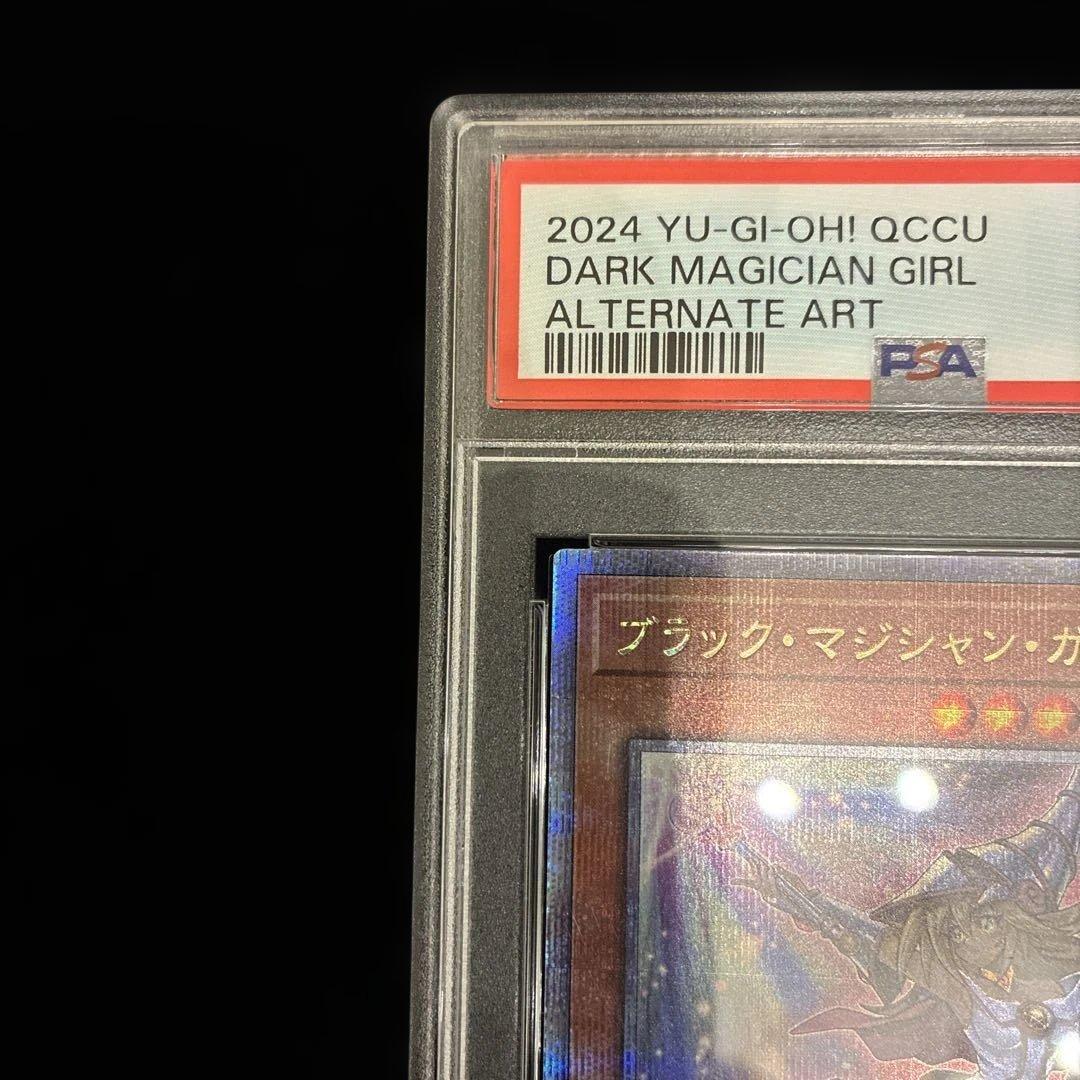 2024 YU-GI-OH! QCCU
DARK MAGICIAN GIRL
ALTERNATE ART
PSA
ブラック・マジシャン・ガ